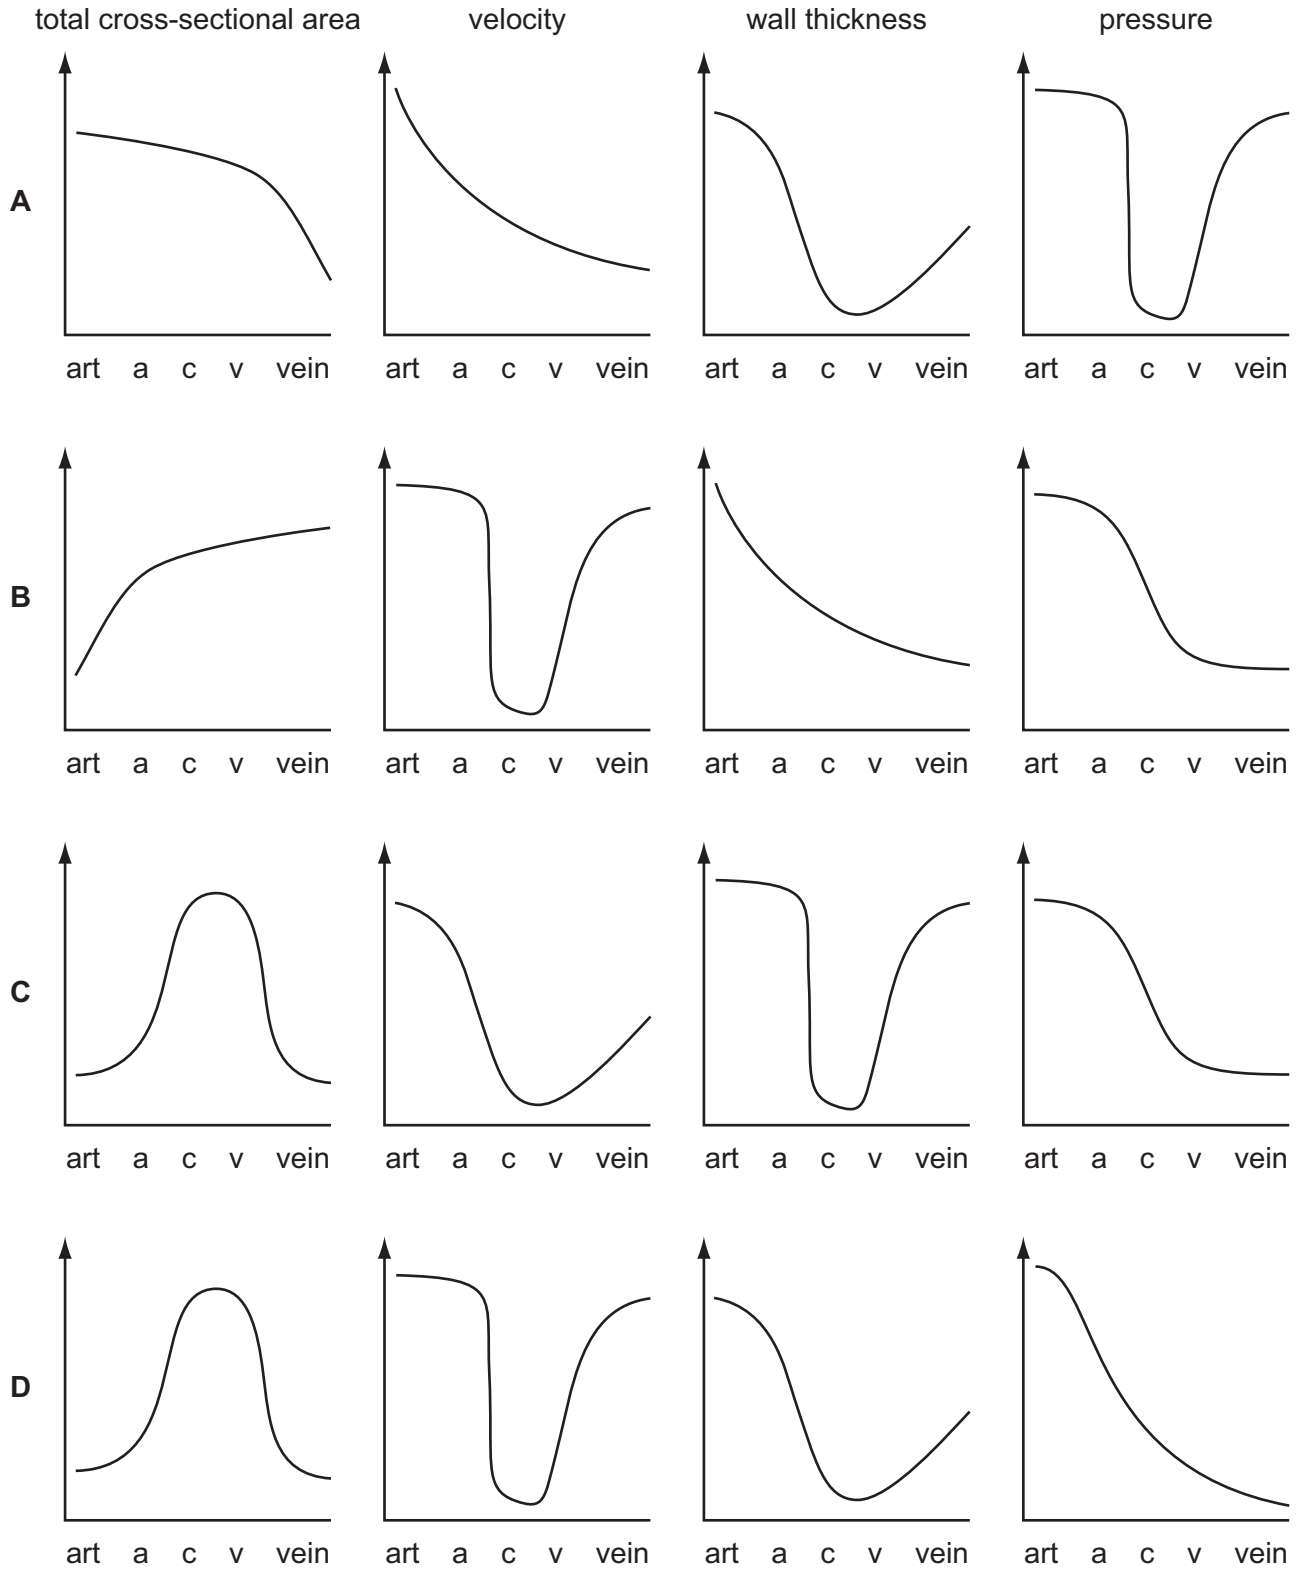 total cross-sectional area velocity wall thickness pressure
A
art a c v vein art a c v vein art a c v vein art a c v vein
B
art a c v vein art a c v vein art a c v vein art a c v vein
C
art a c v vein art a c v vein art a c v vein art a c v vein
D
art a c v vein art a c v vein art a c v vein art a c v vein